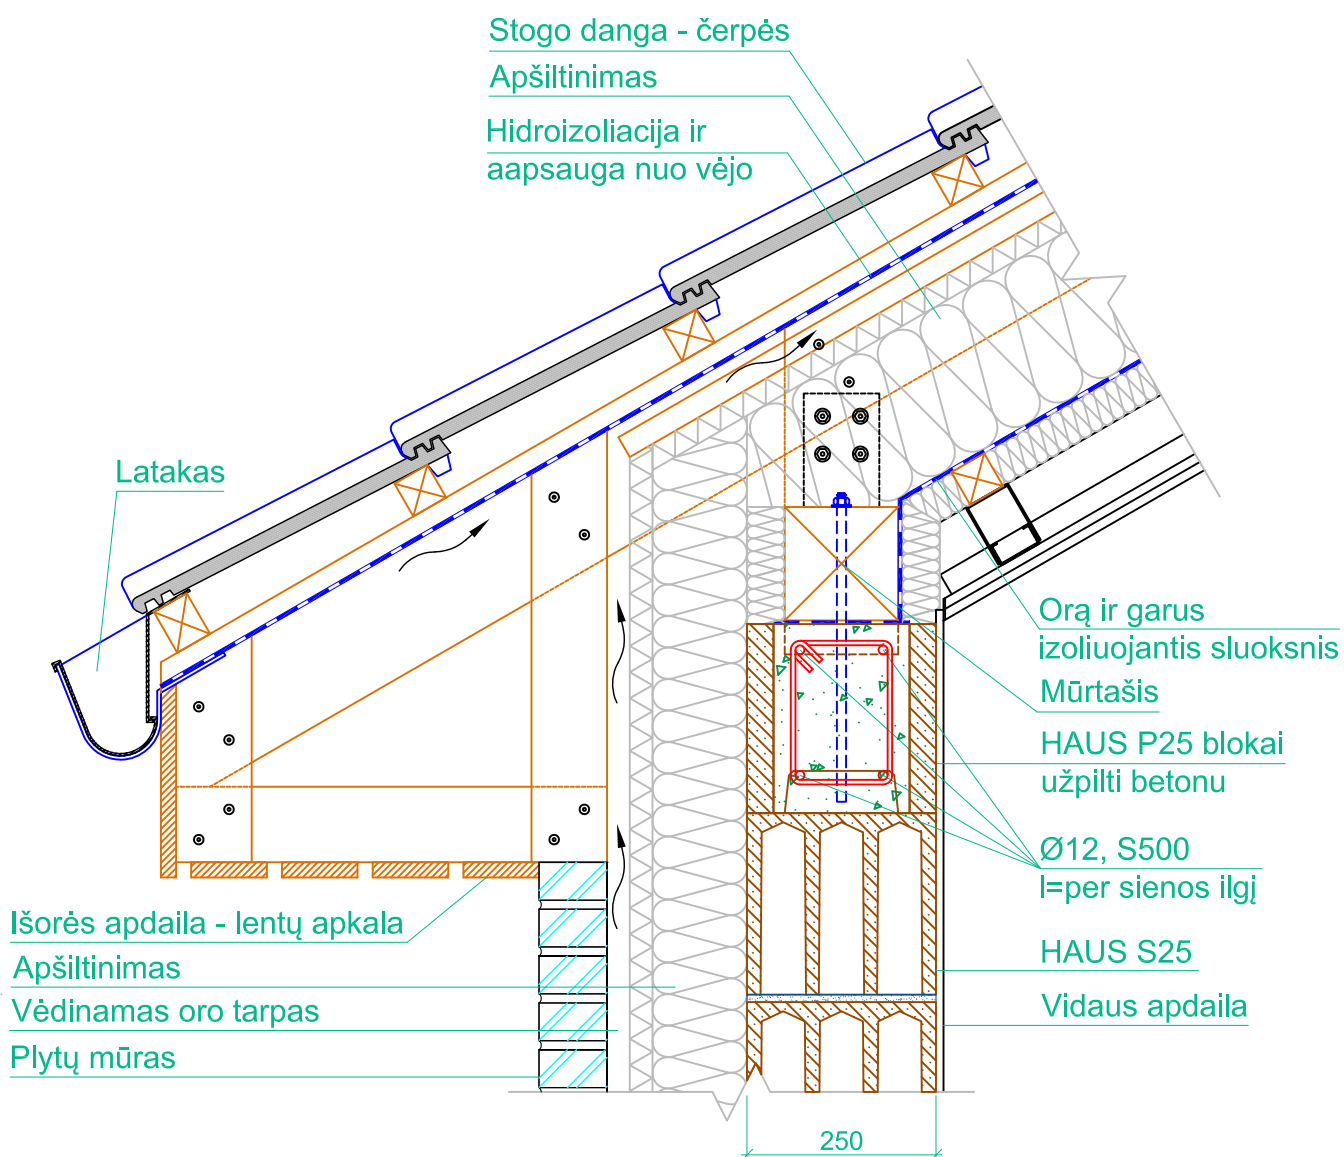 Stogo danga - čerpės
Apšiltinimas
Hidroizoliacija ir
aapsauga nuo vėjo
Latakas
Orą ir garus
izoliuojantis sluoksnis
Mūrtašis
HAUS P25 blokai
užpilti betonu
Ø12, S500
l=per sienos ilgį
HAUS S25
Vidaus apdaila
Išorės apdaila - lentų apkala
Apšiltinimas
Vėdinamas oro tarpas
Plytų mūras
250